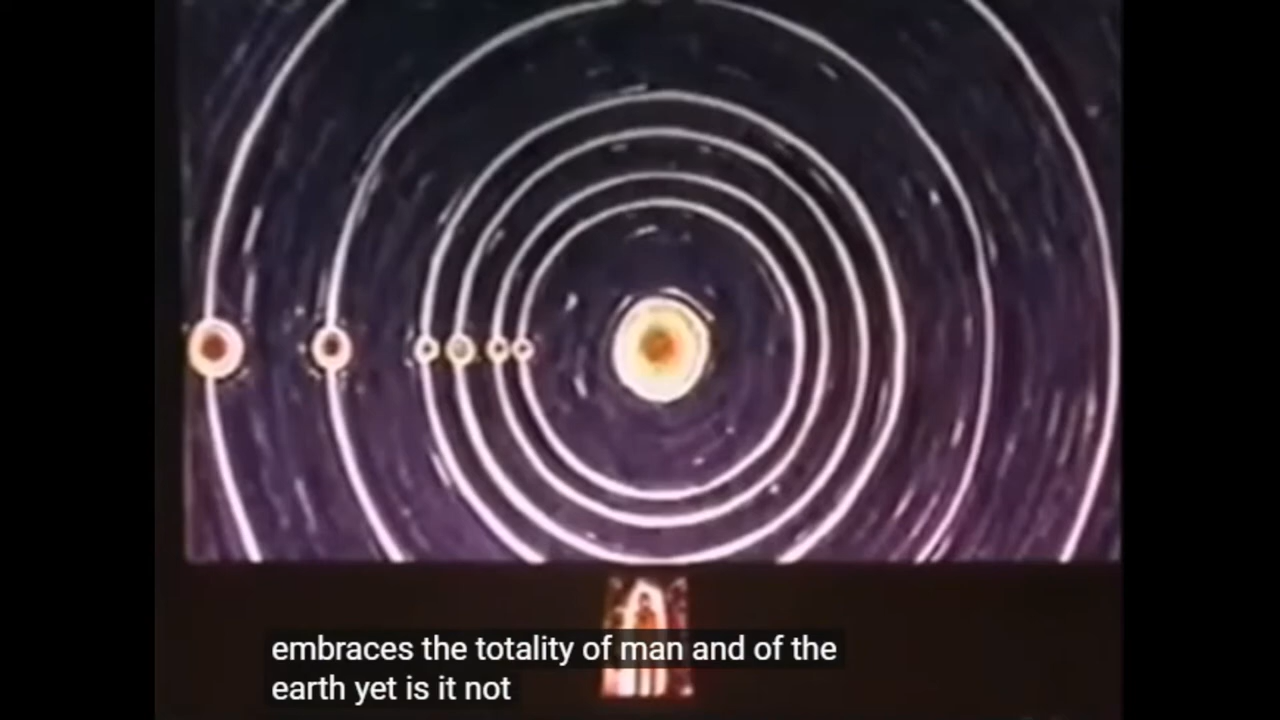 embraces the totality of man and of the
earth yet is it not